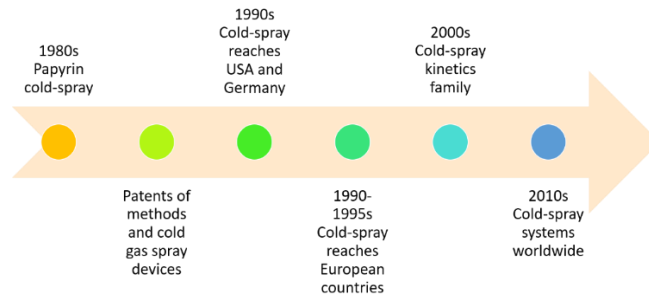 1980s
Papyrin
cold-spray
Patents of
methods
and cold
gas spray
devices
1990s
Cold-spray
reaches
USA and
Germany
1990-
1995s
Cold-spray
reaches
European
countries
2000s
Cold-spray
kinetics
family
2010s
Cold-spray
systems
worldwide